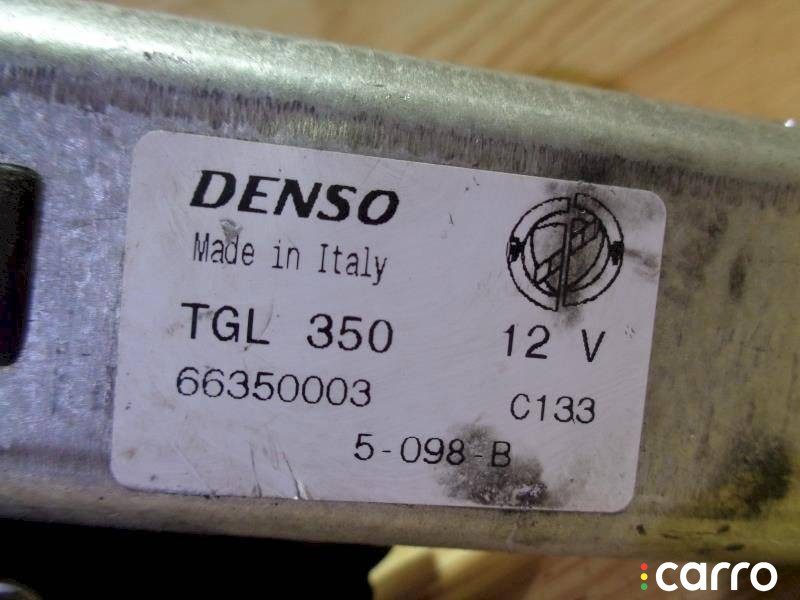 DENSO
Made in Italy
TGL 350 12 V
66350003 C133
5-098-B
carro